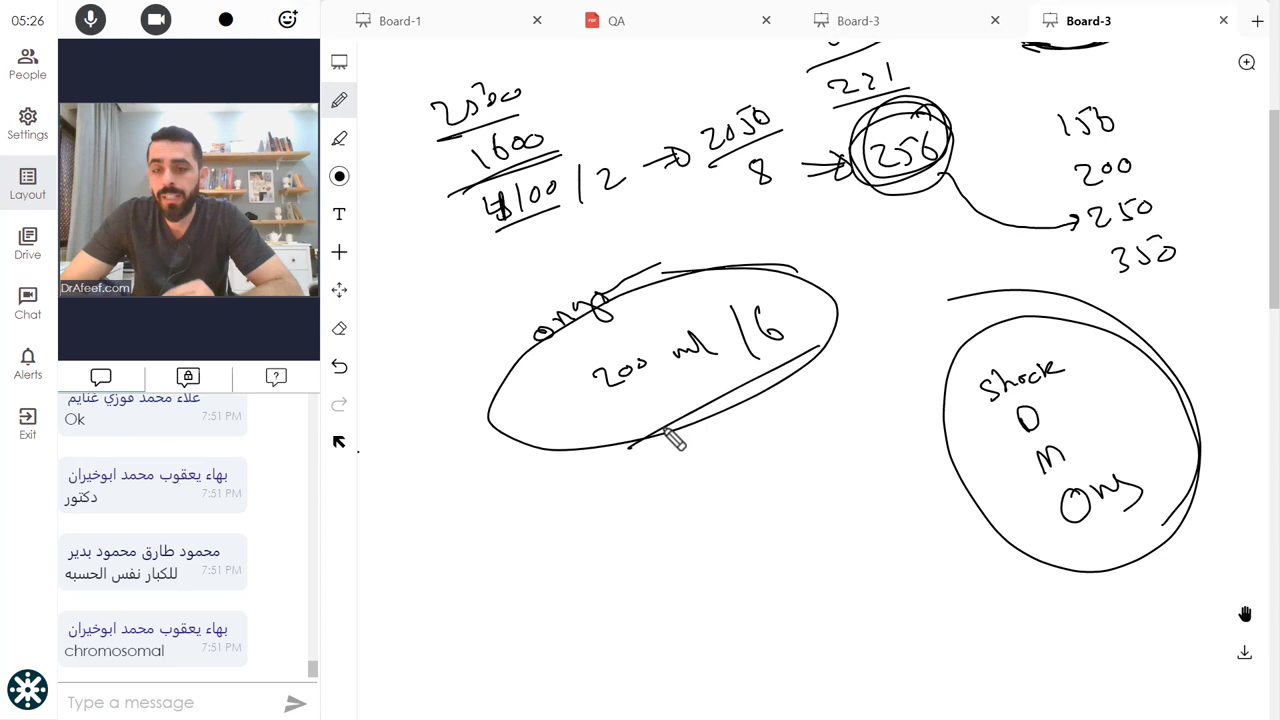 05:26
People
Settings
Layout
Drive
Chat
Alerts
Exit
DrAfeef.com
علاء محمد فوزي غنايم
Ok
7:51 PM
بهاء يعقوب محمد ابوخيران
دكتور
7:51 PM
محمود طارق محمود بدير
للكبار نفس الحسبه
7:51 PM
بهاء يعقوب محمد ابوخيران
chromosomal
7:51 PM
Type a message
Board-1
QA
Board-3
Board-3
2500
1600
4100 / 2
2050
8
221
256
150
200
250
350
ong
200 ml / 6
Shock
D
M
Ong